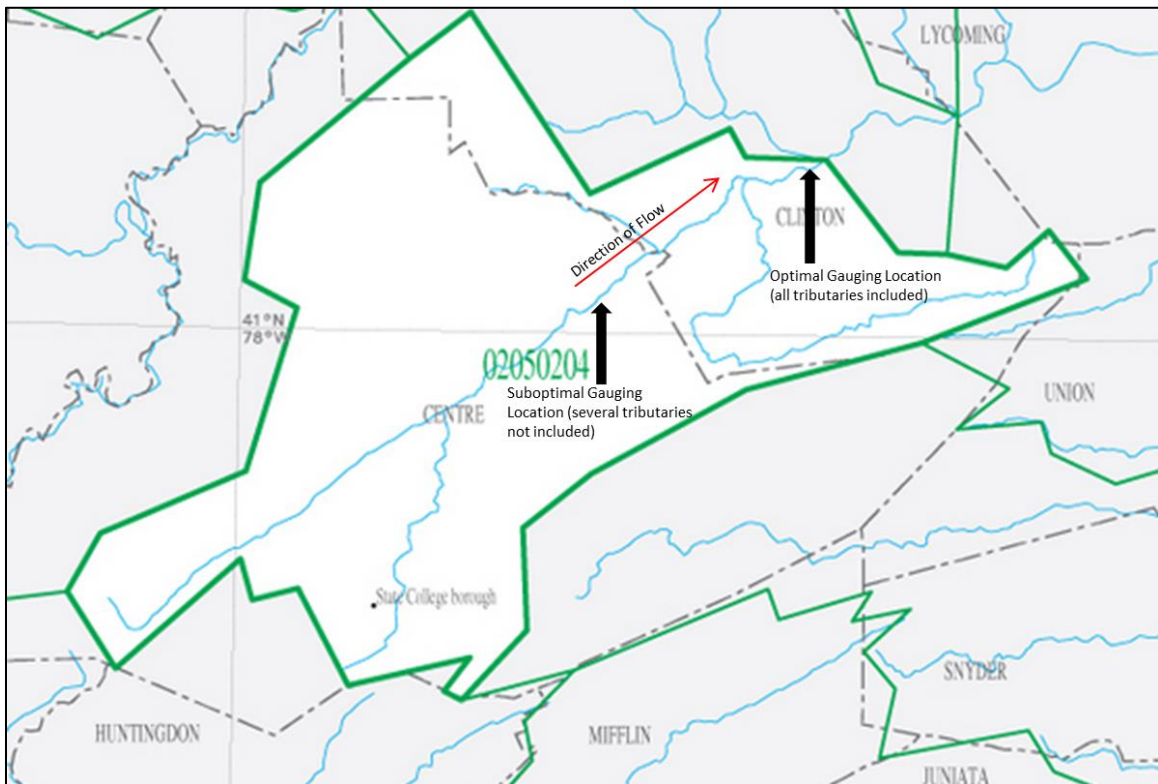 LYCOMING
Direction of Flow
CLINTON
Optimal Gauging Location
(all tributaries included)
41°N
78°W
02050204
Suboptimal Gauging
Location (several tributaries
not included)
CENTRE
UNION
State College borough
SNYDER
HUNTINGDON
MIFFLIN
JUNIATA